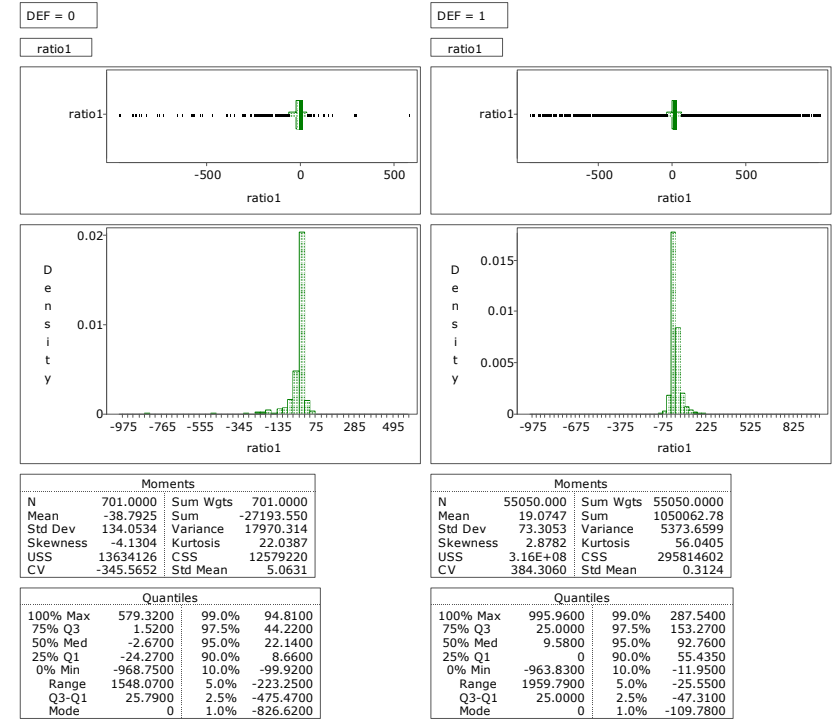 DEF = 0
ratio1
ratio1
-500 0 500
ratio1
Density
0.02
0.01
0
-975 -765 -555 -345 -135 75 285 495
ratio1
Moments
N 701.0000 Sum Wgts 701.0000
Mean -38.7925 Sum -27193.550
Std Dev 134.0534 Variance 17970.314
Skewness -4.1304 Kurtosis 22.0387
USS 13634126 CSS 12579220
CV -345.5652 Std Mean 5.0631
Quantiles
100% Max 579.3200 99.0% 94.8100
75% Q3 1.5200 97.5% 44.2200
50% Med -2.6700 95.0% 22.1400
25% Q1 -24.2700 90.0% 8.6600
0% Min -968.7500 10.0% -99.9200
Range 1548.0700 5.0% -223.2500
Q3-Q1 25.7900 2.5% -475.4700
Mode 0 1.0% -826.6200
DEF = 1
ratio1
ratio1
-500 0 500
ratio1
Density
0.015
0.01
0.005
0
-975 -675 -375 -75 225 525 825
ratio1
Moments
N 55050.000 Sum Wgts 55050.0000
Mean 19.0747 Sum 1050062.78
Std Dev 73.3053 Variance 5373.6599
Skewness 2.8782 Kurtosis 56.0405
USS 3.16E+08 CSS 295814602
CV 384.3060 Std Mean 0.3124
Quantiles
100% Max 995.9600 99.0% 287.5400
75% Q3 25.0000 97.5% 153.2700
50% Med 9.5800 95.0% 92.7600
25% Q1 0 90.0% 55.4350
0% Min -963.8300 10.0% -11.9500
Range 1959.7900 5.0% -25.5500
Q3-Q1 25.0000 2.5% -47.3100
Mode 0 1.0% -109.7800